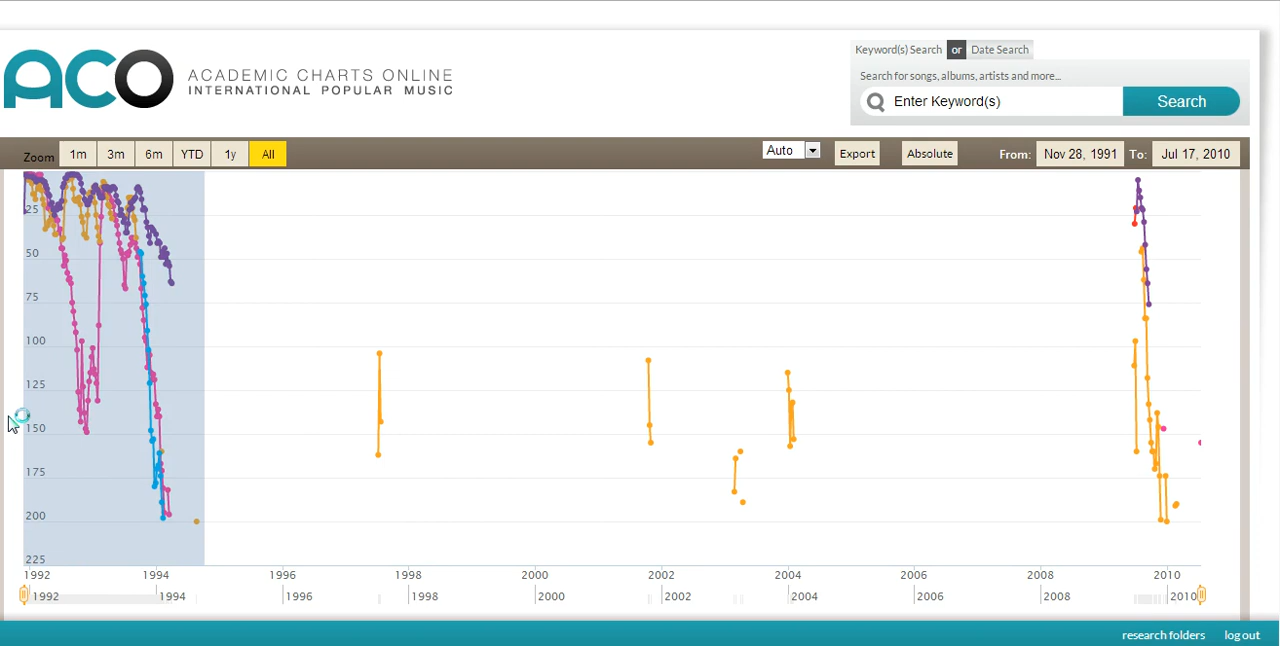 ACO
ACADEMIC CHARTS ONLINE
INTERNATIONAL POPULAR MUSIC
Keyword(s) Search or Date Search
Search for songs, albums, artists and more...
Enter Keyword(s) Search
Zoom 1m 3m 6m YTD 1y All Auto Export Absolute From: Nov 28, 1991 To: Jul 17, 2010
25
50
75
100
125
150
175
200
225
1992 1994 1996 1998 2000 2002 2004 2006 2008 2010
1992 1994 1996 1998 2000 2002 2004 2006 2008 2010
research folders log out